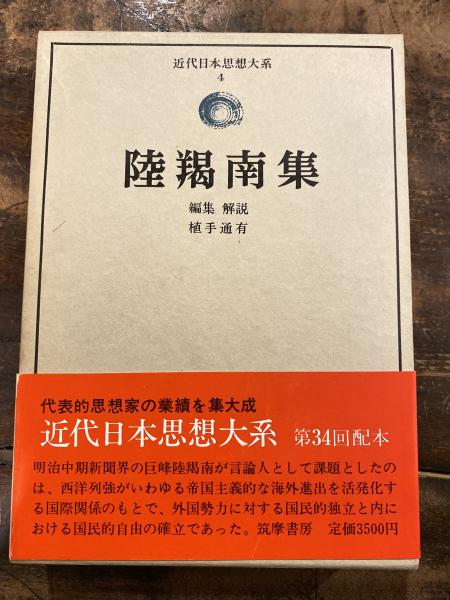 近代日本思想大系
4
陸羯南集
編集 解説
植手通有
代表的思想家の業績を集大成
近代日本思想大系 第34回配本
明治中期新聞界の巨峰陸羯南が言論人として課題としたの
は、西洋列強がいわゆる帝国主義的な海外進出を活発化す
る国際関係のもとで、外国勢力に対する国民的独立と内に
おける国民的自由の確立であった。筑摩書房 定価3500円